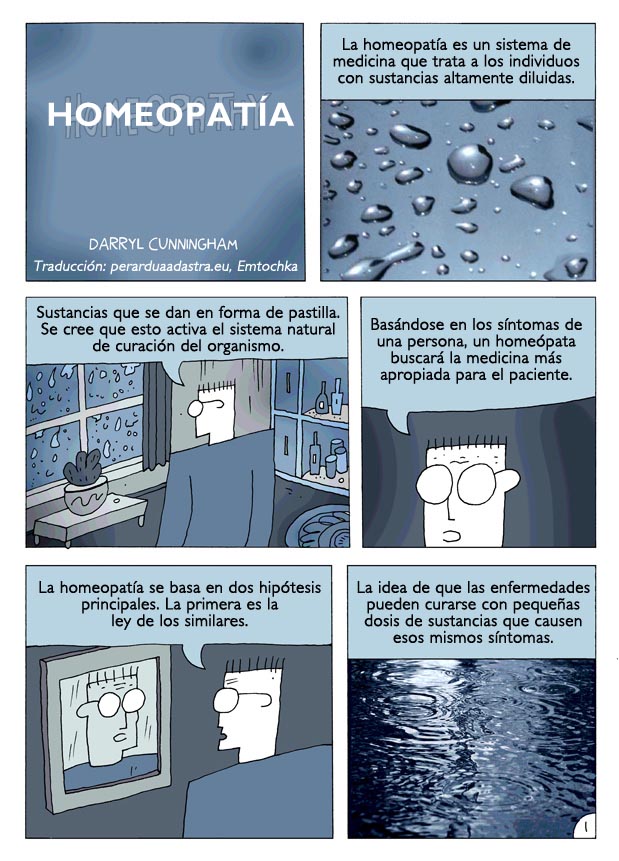 HOMEOPATÍA
DARRYL CUNNINGHAM
Traducción: perarduaadastra.eu, Emtochka
La homeopatía es un sistema de
medicina que trata a los individuos
con sustancias altamente diluidas.
Sustancias que se dan en forma de pastilla.
Se cree que esto activa el sistema natural
de curación del organismo.
Basándose en los síntomas de
una persona, un homeópata
buscará la medicina más
apropiada para el paciente.
La homeopatía se basa en dos hipótesis
principales. La primera es la
ley de los similares.
La idea de que las enfermedades
pueden curarse con pequeñas
dosis de sustancias que causen
esos mismos síntomas.
1